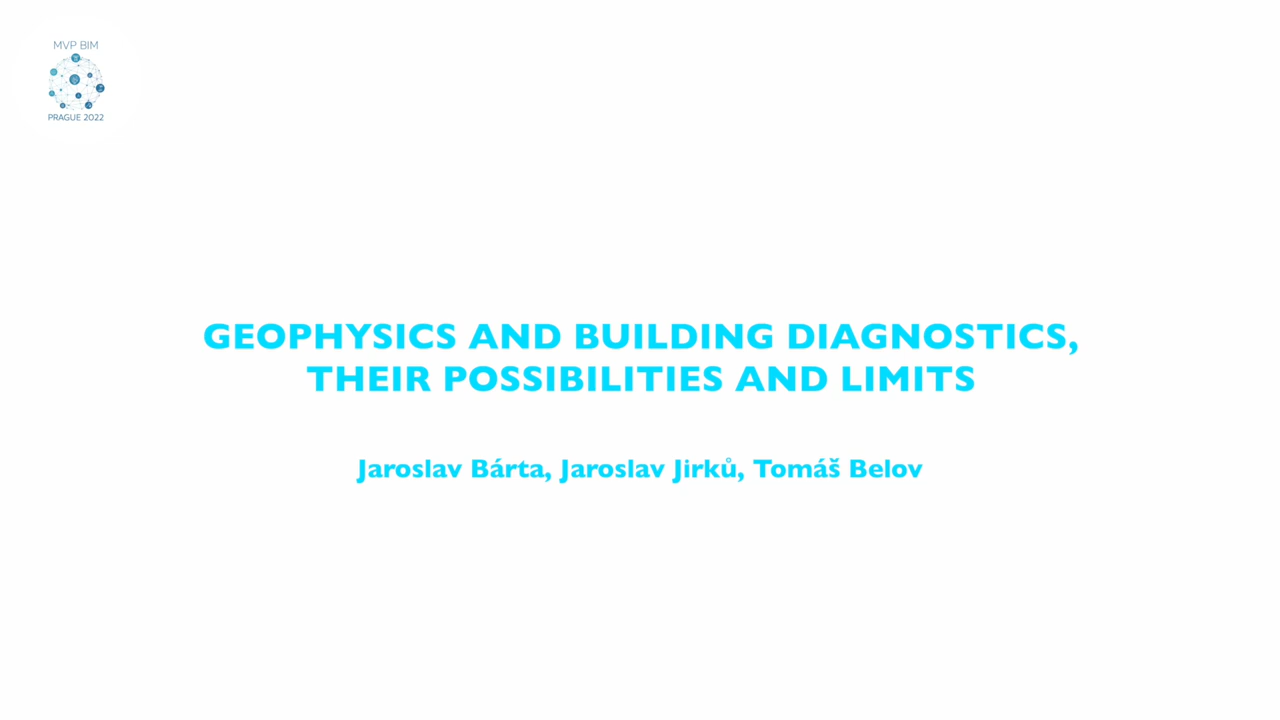 MVP BIM
PRAGUE 2022
GEOPHYSICS AND BUILDING DIAGNOSTICS,
THEIR POSSIBILITIES AND LIMITS
Jaroslav Bárta, Jaroslav Jirků, Tomáš Belov